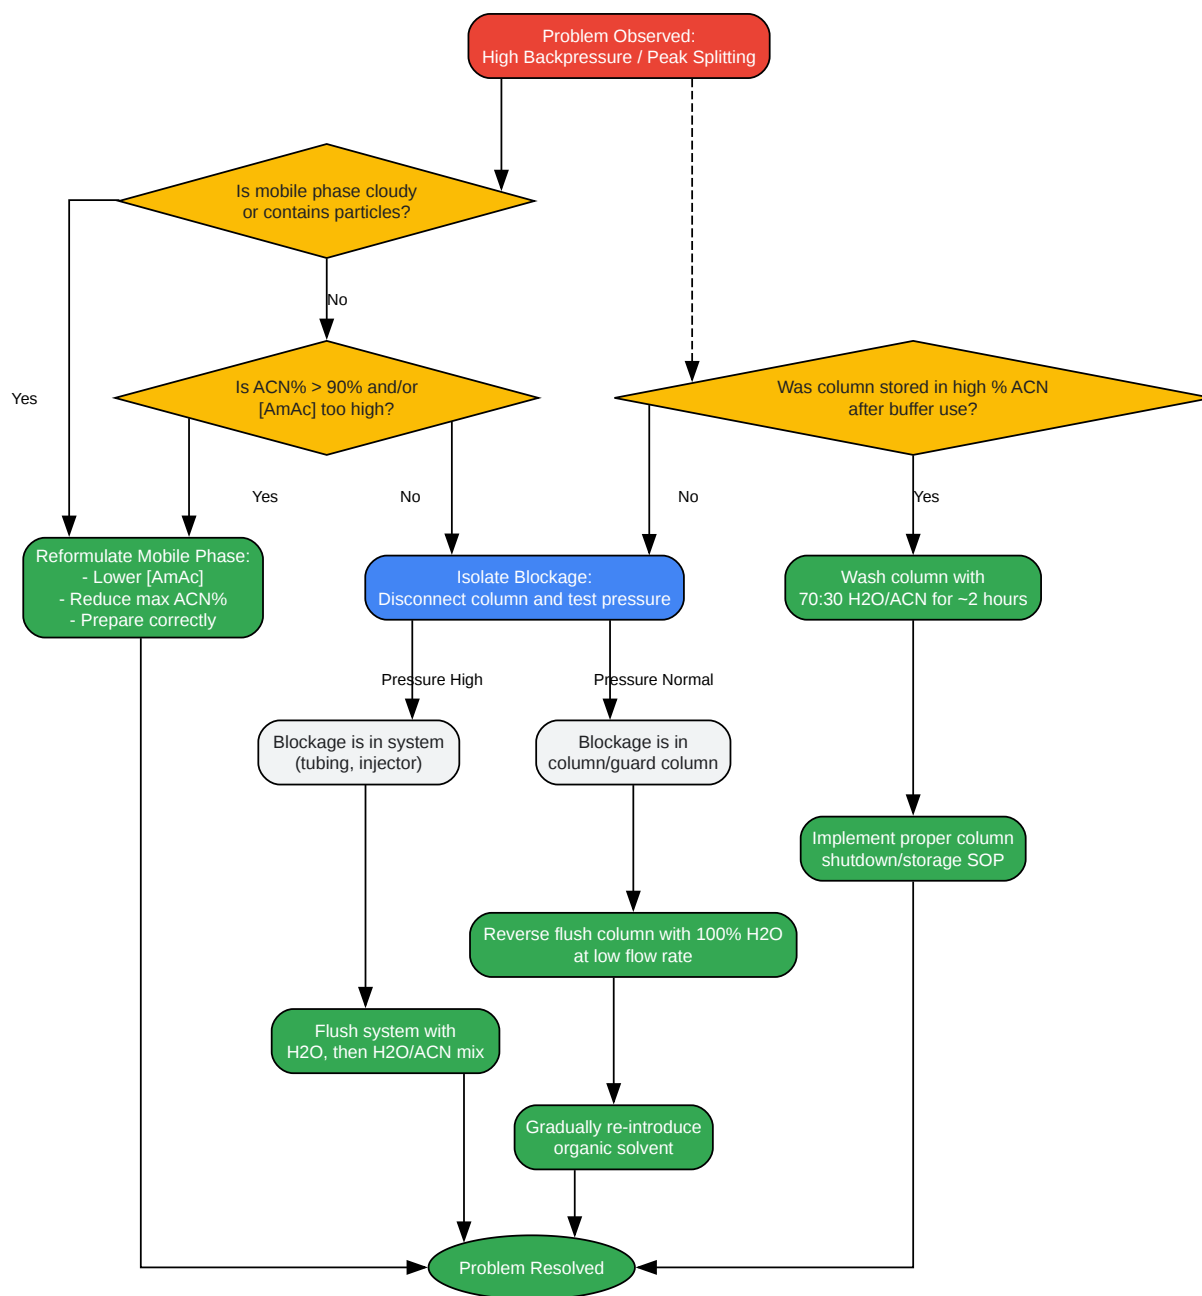 Problem Observed:
High Backpressure / Peak Splitting
Is mobile phase cloudy
or contains particles?
No
Yes
Is ACN% > 90% and/or
[AmAc] too high?
Was column stored in high % ACN
after buffer use?
Yes
No
No
Yes
Reformulate Mobile Phase:
- Lower [AmAc]
- Reduce max ACN%
- Prepare correctly
Isolate Blockage:
Disconnect column and test pressure
Wash column with
70:30 H2O/ACN for ~2 hours
Pressure High
Pressure Normal
Blockage is in system
(tubing, injector)
Blockage is in
column/guard column
Implement proper column
shutdown/storage SOP
Reverse flush column with 100% H2O
at low flow rate
Flush system with
H2O, then H2O/ACN mix
Gradually re-introduce
organic solvent
Problem Resolved